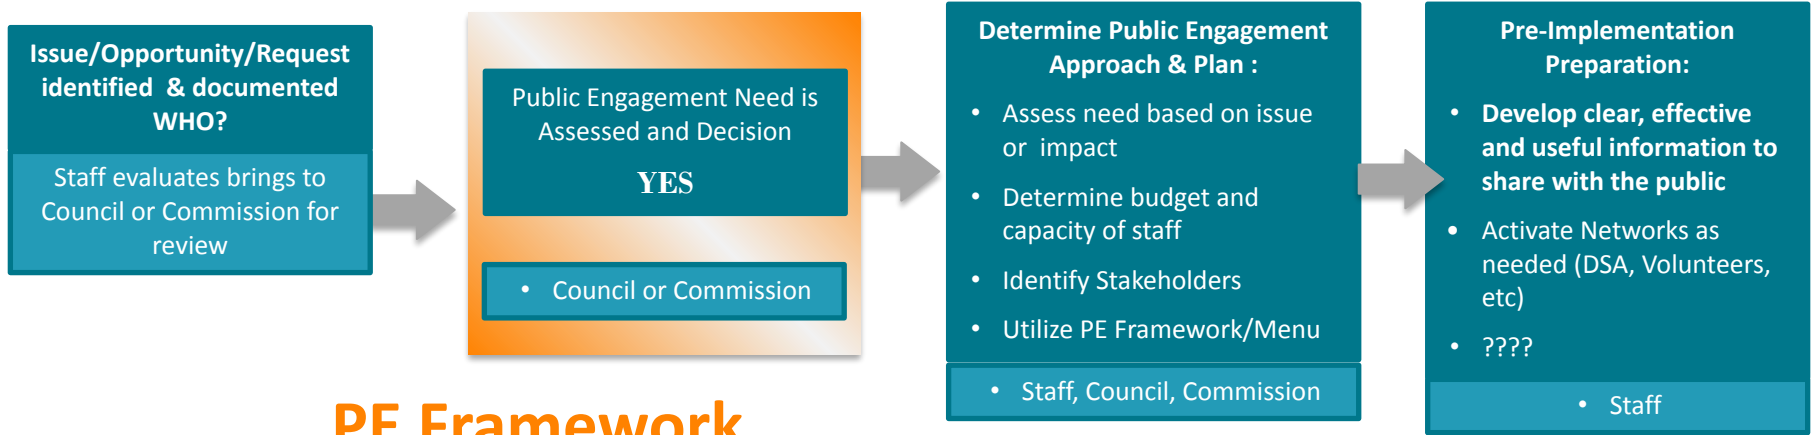 Issue/Opportunity/Request
identified & documented
WHO?
Staff evaluates brings to
Council or Commission for
review
Public Engagement Need is
Assessed and Decision
YES
• Council or Commission
Determine Public Engagement
Approach & Plan :
• Assess need based on issue
or impact
• Determine budget and
capacity of staff
• Identify Stakeholders
• Utilize PE Framework/Menu
• Staff, Council, Commission
Pre-Implementation
Preparation:
• Develop clear, effective
and useful information to
share with the public
• Activate Networks as
needed (DSA, Volunteers,
etc)
• ????
• Staff
PE Framework